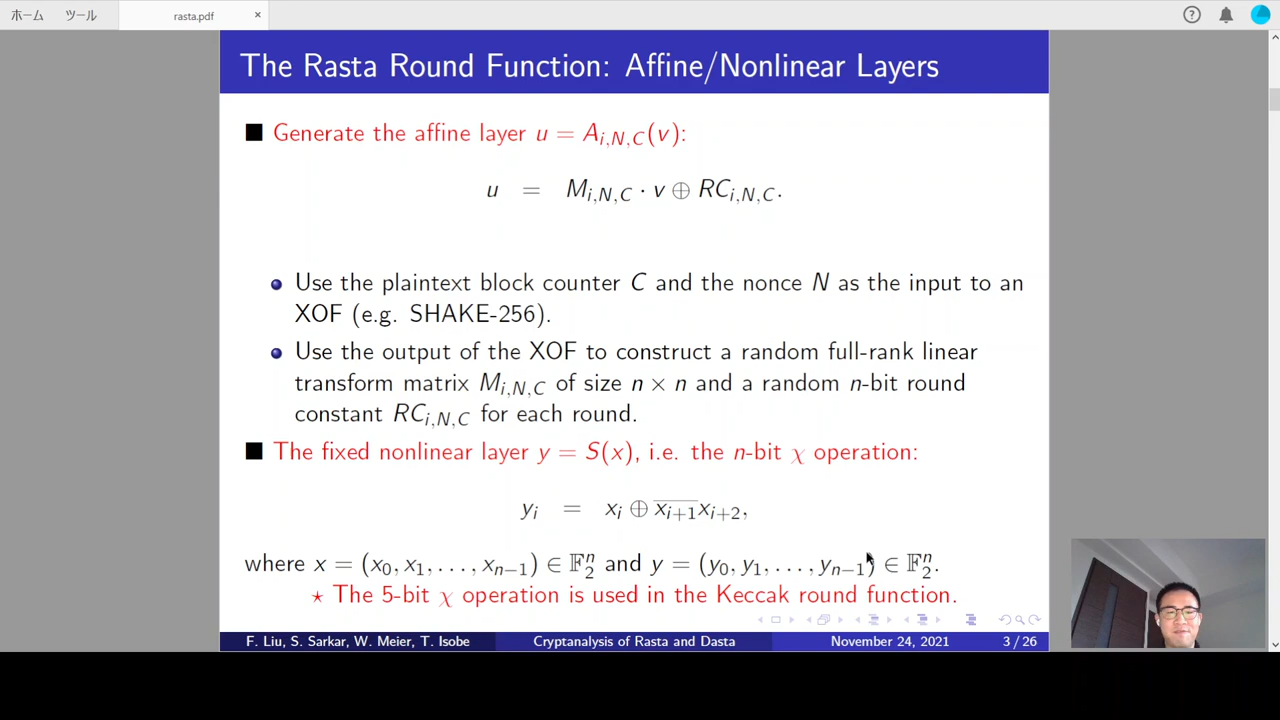 ホーム ツール rasta.pdf ×
The Rasta Round Function: Affine/Nonlinear Layers
Generate the affine layer u = A_{i,N,C}(v):
u = M_{i,N,C} · v ⊕ RC_{i,N,C}.
Use the plaintext block counter C and the nonce N as the input to an
XOF (e.g. SHAKE-256).
Use the output of the XOF to construct a random full-rank linear
transform matrix M_{i,N,C} of size n × n and a random n-bit round
constant RC_{i,N,C} for each round.
The fixed nonlinear layer y = S(x), i.e. the n-bit χ operation:
y_i = x_i ⊕ \overline{x_{i+1}}x_{i+2},
where x = (x_0, x_1, . . . , x_{n−1}) ∈ 𝔽_2^n and y = (y_0, y_1, . . . , y_{n−1}) ∈ 𝔽_2^n.
⋆ The 5-bit χ operation is used in the Keccak round function.
F. Liu, S. Sarkar, W. Meier, T. Isobe Cryptanalysis of Rasta and Dasta November 24, 2021 3 / 26